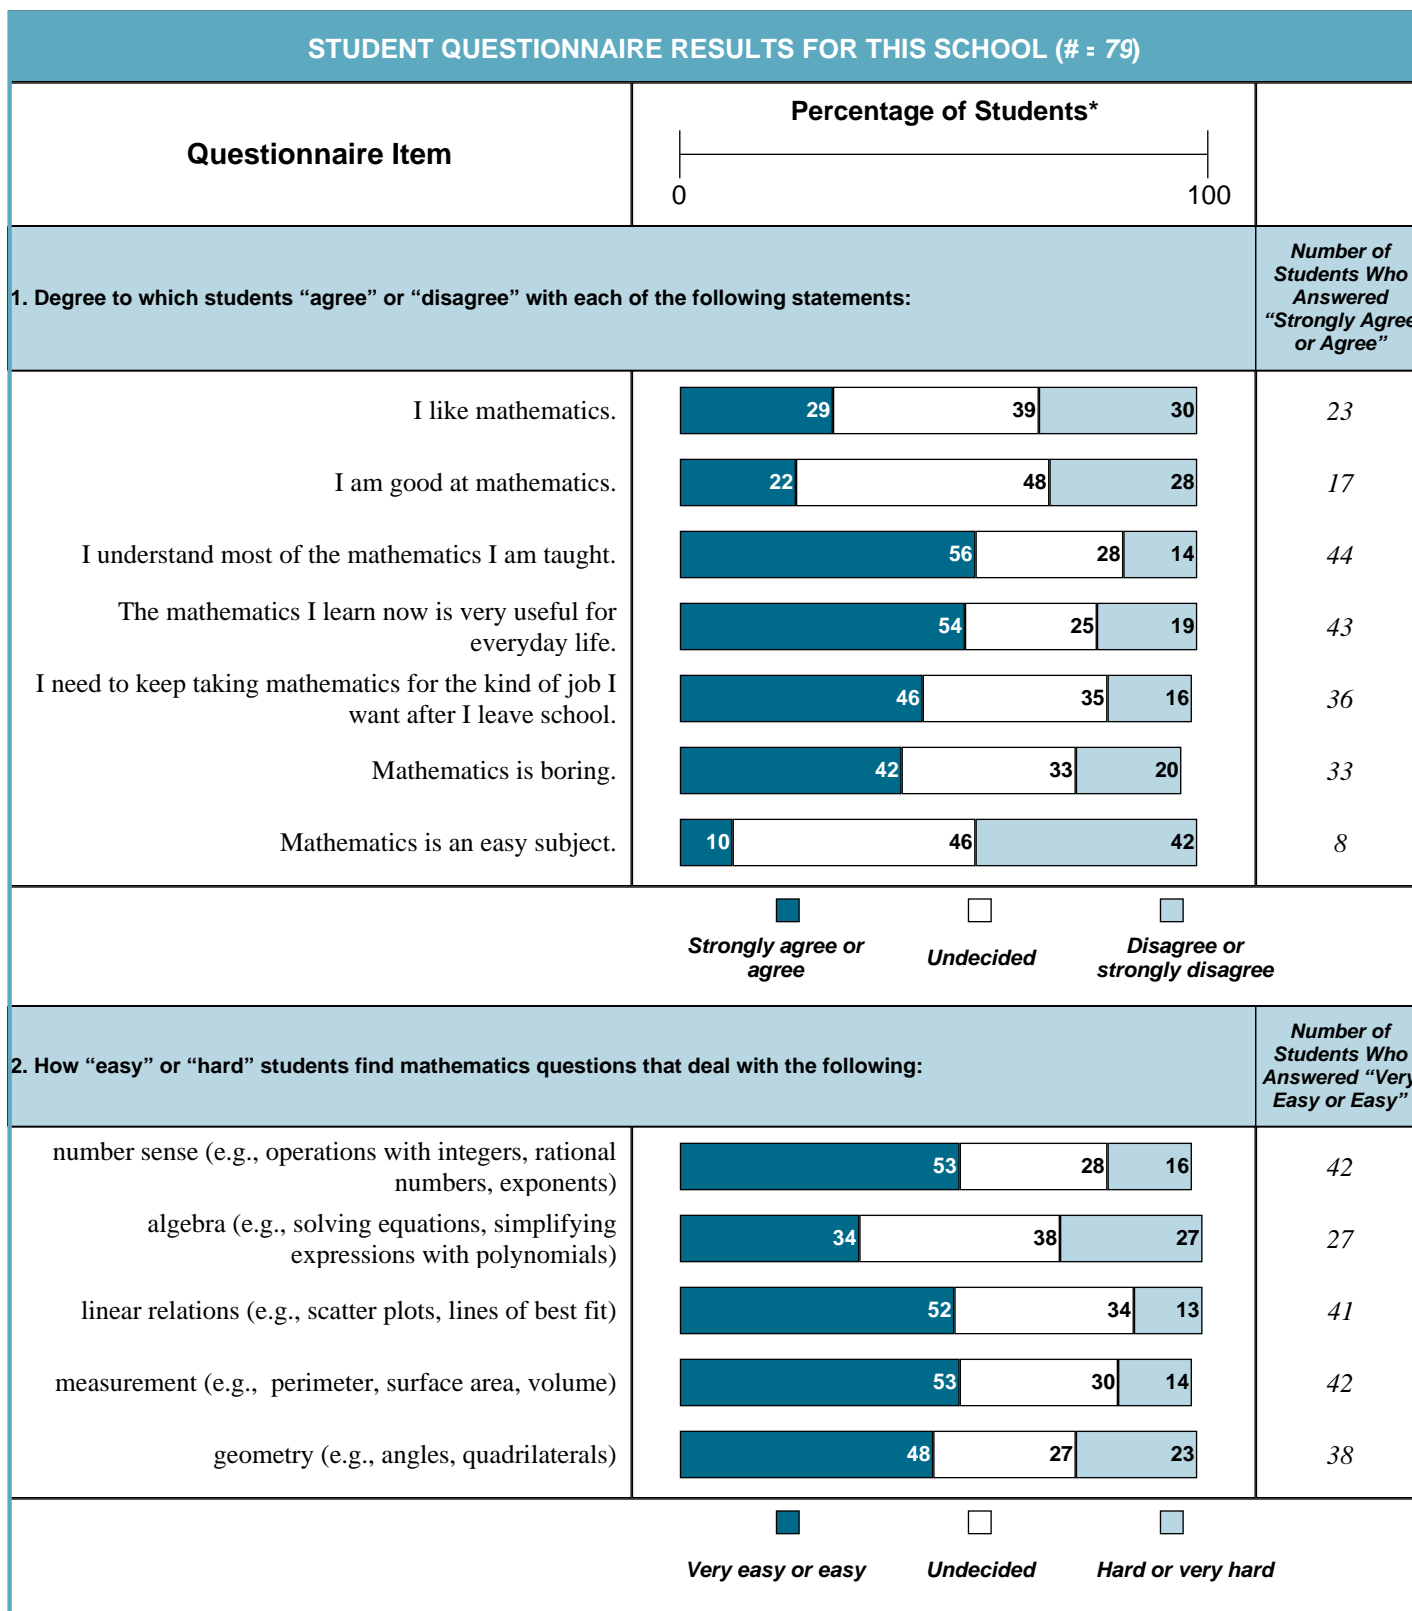 STUDENT QUESTIONNAIRE RESULTS FOR THIS SCHOOL (# = 79)
Questionnaire Item
Percentage of Students*
0 100
1. Degree to which students “agree” or “disagree” with each of the following statements:
Number of
Students Who
Answered
“Strongly Agree
or Agree”
I like mathematics. 29 39 30 23
I am good at mathematics. 22 48 28 17
I understand most of the mathematics I am taught. 56 28 14 44
The mathematics I learn now is very useful for
everyday life.
54 25 19 43
I need to keep taking mathematics for the kind of job I
want after I leave school.
46 35 16 36
Mathematics is boring. 42 33 20 33
Mathematics is an easy subject. 10 46 42 8
Strongly agree or
agree
Undecided
Disagree or
strongly disagree
2. How “easy” or “hard” students find mathematics questions that deal with the following:
Number of
Students Who
Answered “Very
Easy or Easy”
number sense (e.g., operations with integers, rational
numbers, exponents)
53 28 16 42
algebra (e.g., solving equations, simplifying
expressions with polynomials)
34 38 27 27
linear relations (e.g., scatter plots, lines of best fit) 52 34 13 41
measurement (e.g., perimeter, surface area, volume) 53 30 14 42
geometry (e.g., angles, quadrilaterals) 48 27 23 38
Very easy or easy Undecided Hard or very hard